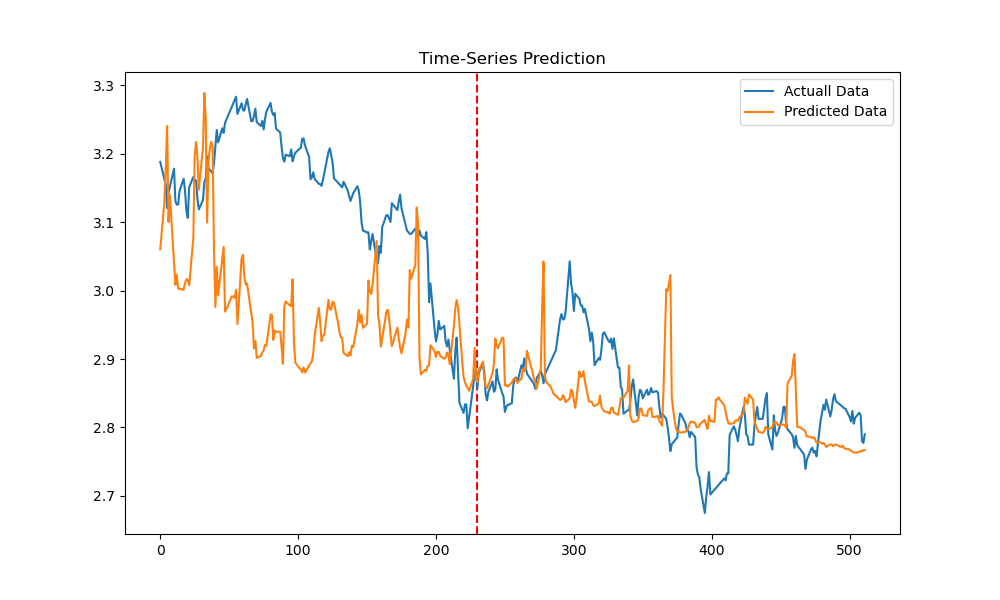 Time-Series Prediction
Actuall Data
Predicted Data
3.3
3.2
3.1
3.0
2.9
2.8
2.7
0 100 200 300 400 500